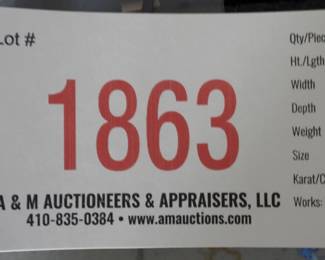 Lot #
1863
A & M AUCTIONEERS & APPRAISERS, LLC
410-835-0384 • www.amauctions.com
Qty/Piec
Ht./Lgth
Width
Depth
Weight
Size
Karat/C
Works: